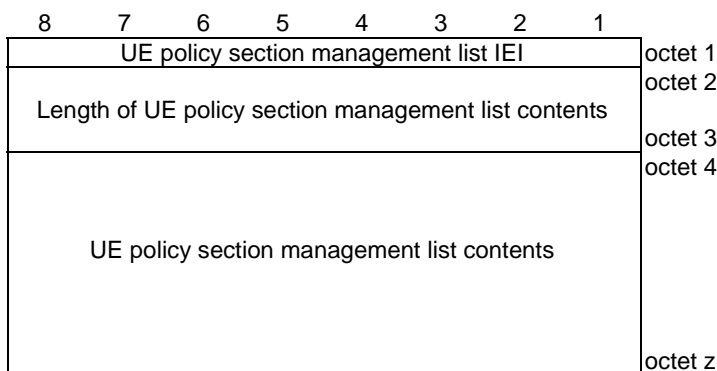 8 7 6 5 4 3 2 1
UE policy section management list IEI octet 1
octet 2
Length of UE policy section management list contents
octet 3
octet 4
UE policy section management list contents
octet z